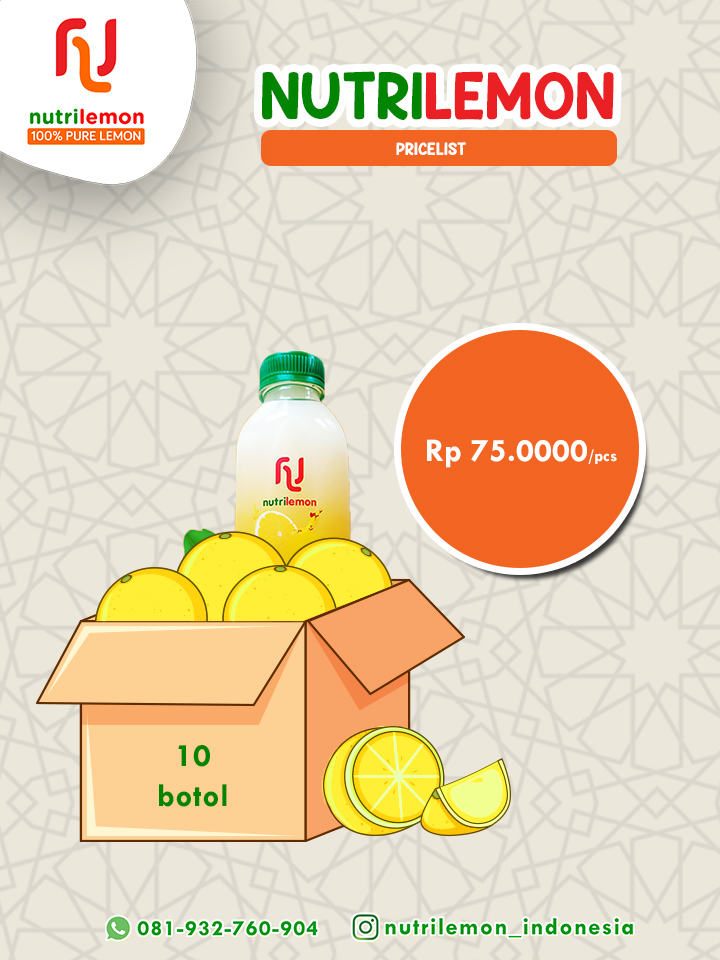 nutrilemon
100% PURE LEMON
NUTRILEMON
PRICELIST
nutrilemon
Rp 75.0000/pcs
10
botol
081-932-760-904
nutrilemon_indonesia